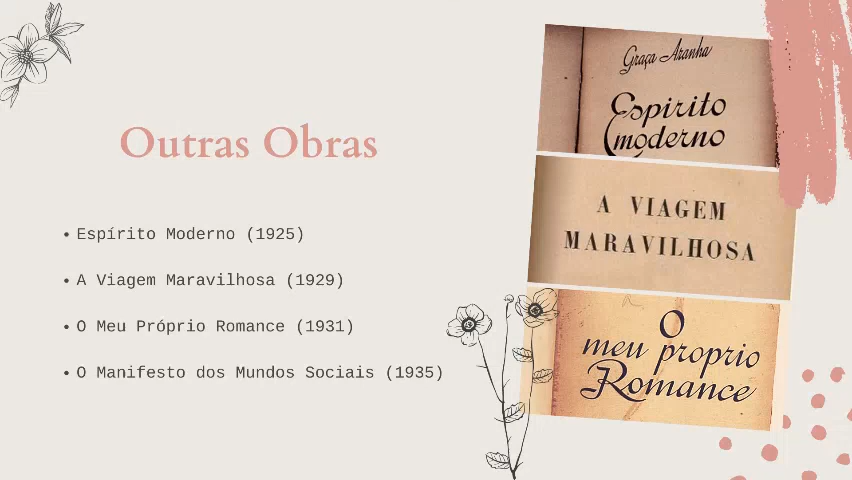 Outras Obras
Espírito Moderno (1925)
A Viagem Maravilhosa (1929)
O Meu Próprio Romance (1931)
O Manifesto dos Mundos Sociais (1935)
Graça Aranha
Espirito
moderno
A VIAGEM
MARAVILHOSA
O
meu proprio
Romance